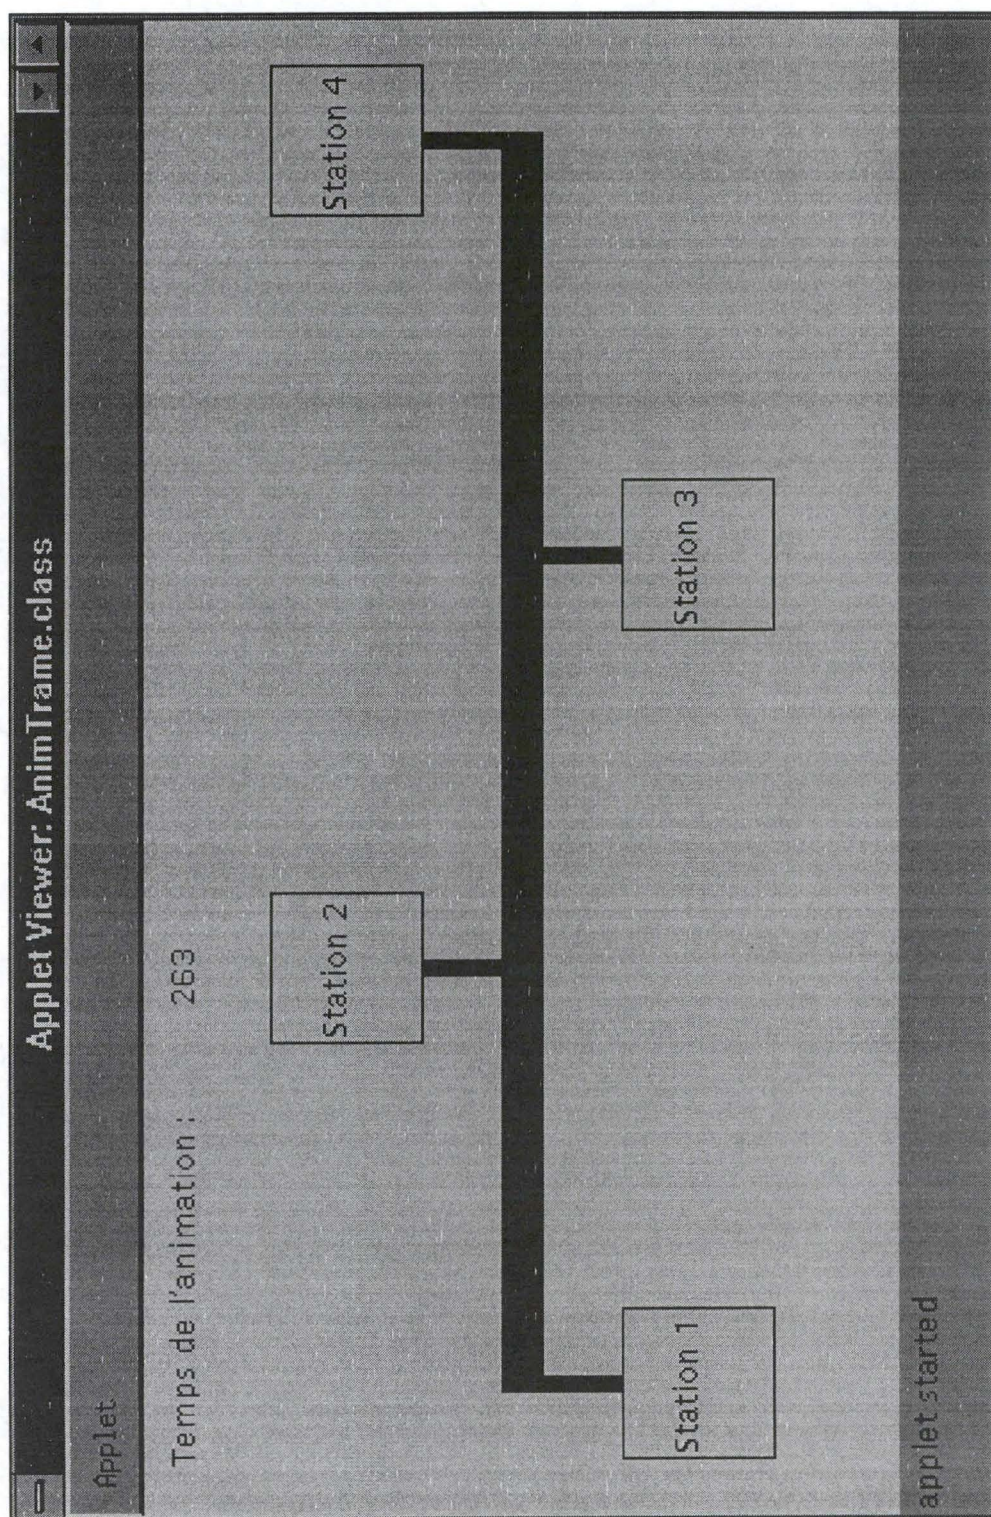 Applet Viewer: AnimTrame.class
Applet
Temps de l'animation : 263
Station 2
Station 4
Station 1
Station 3
applet started